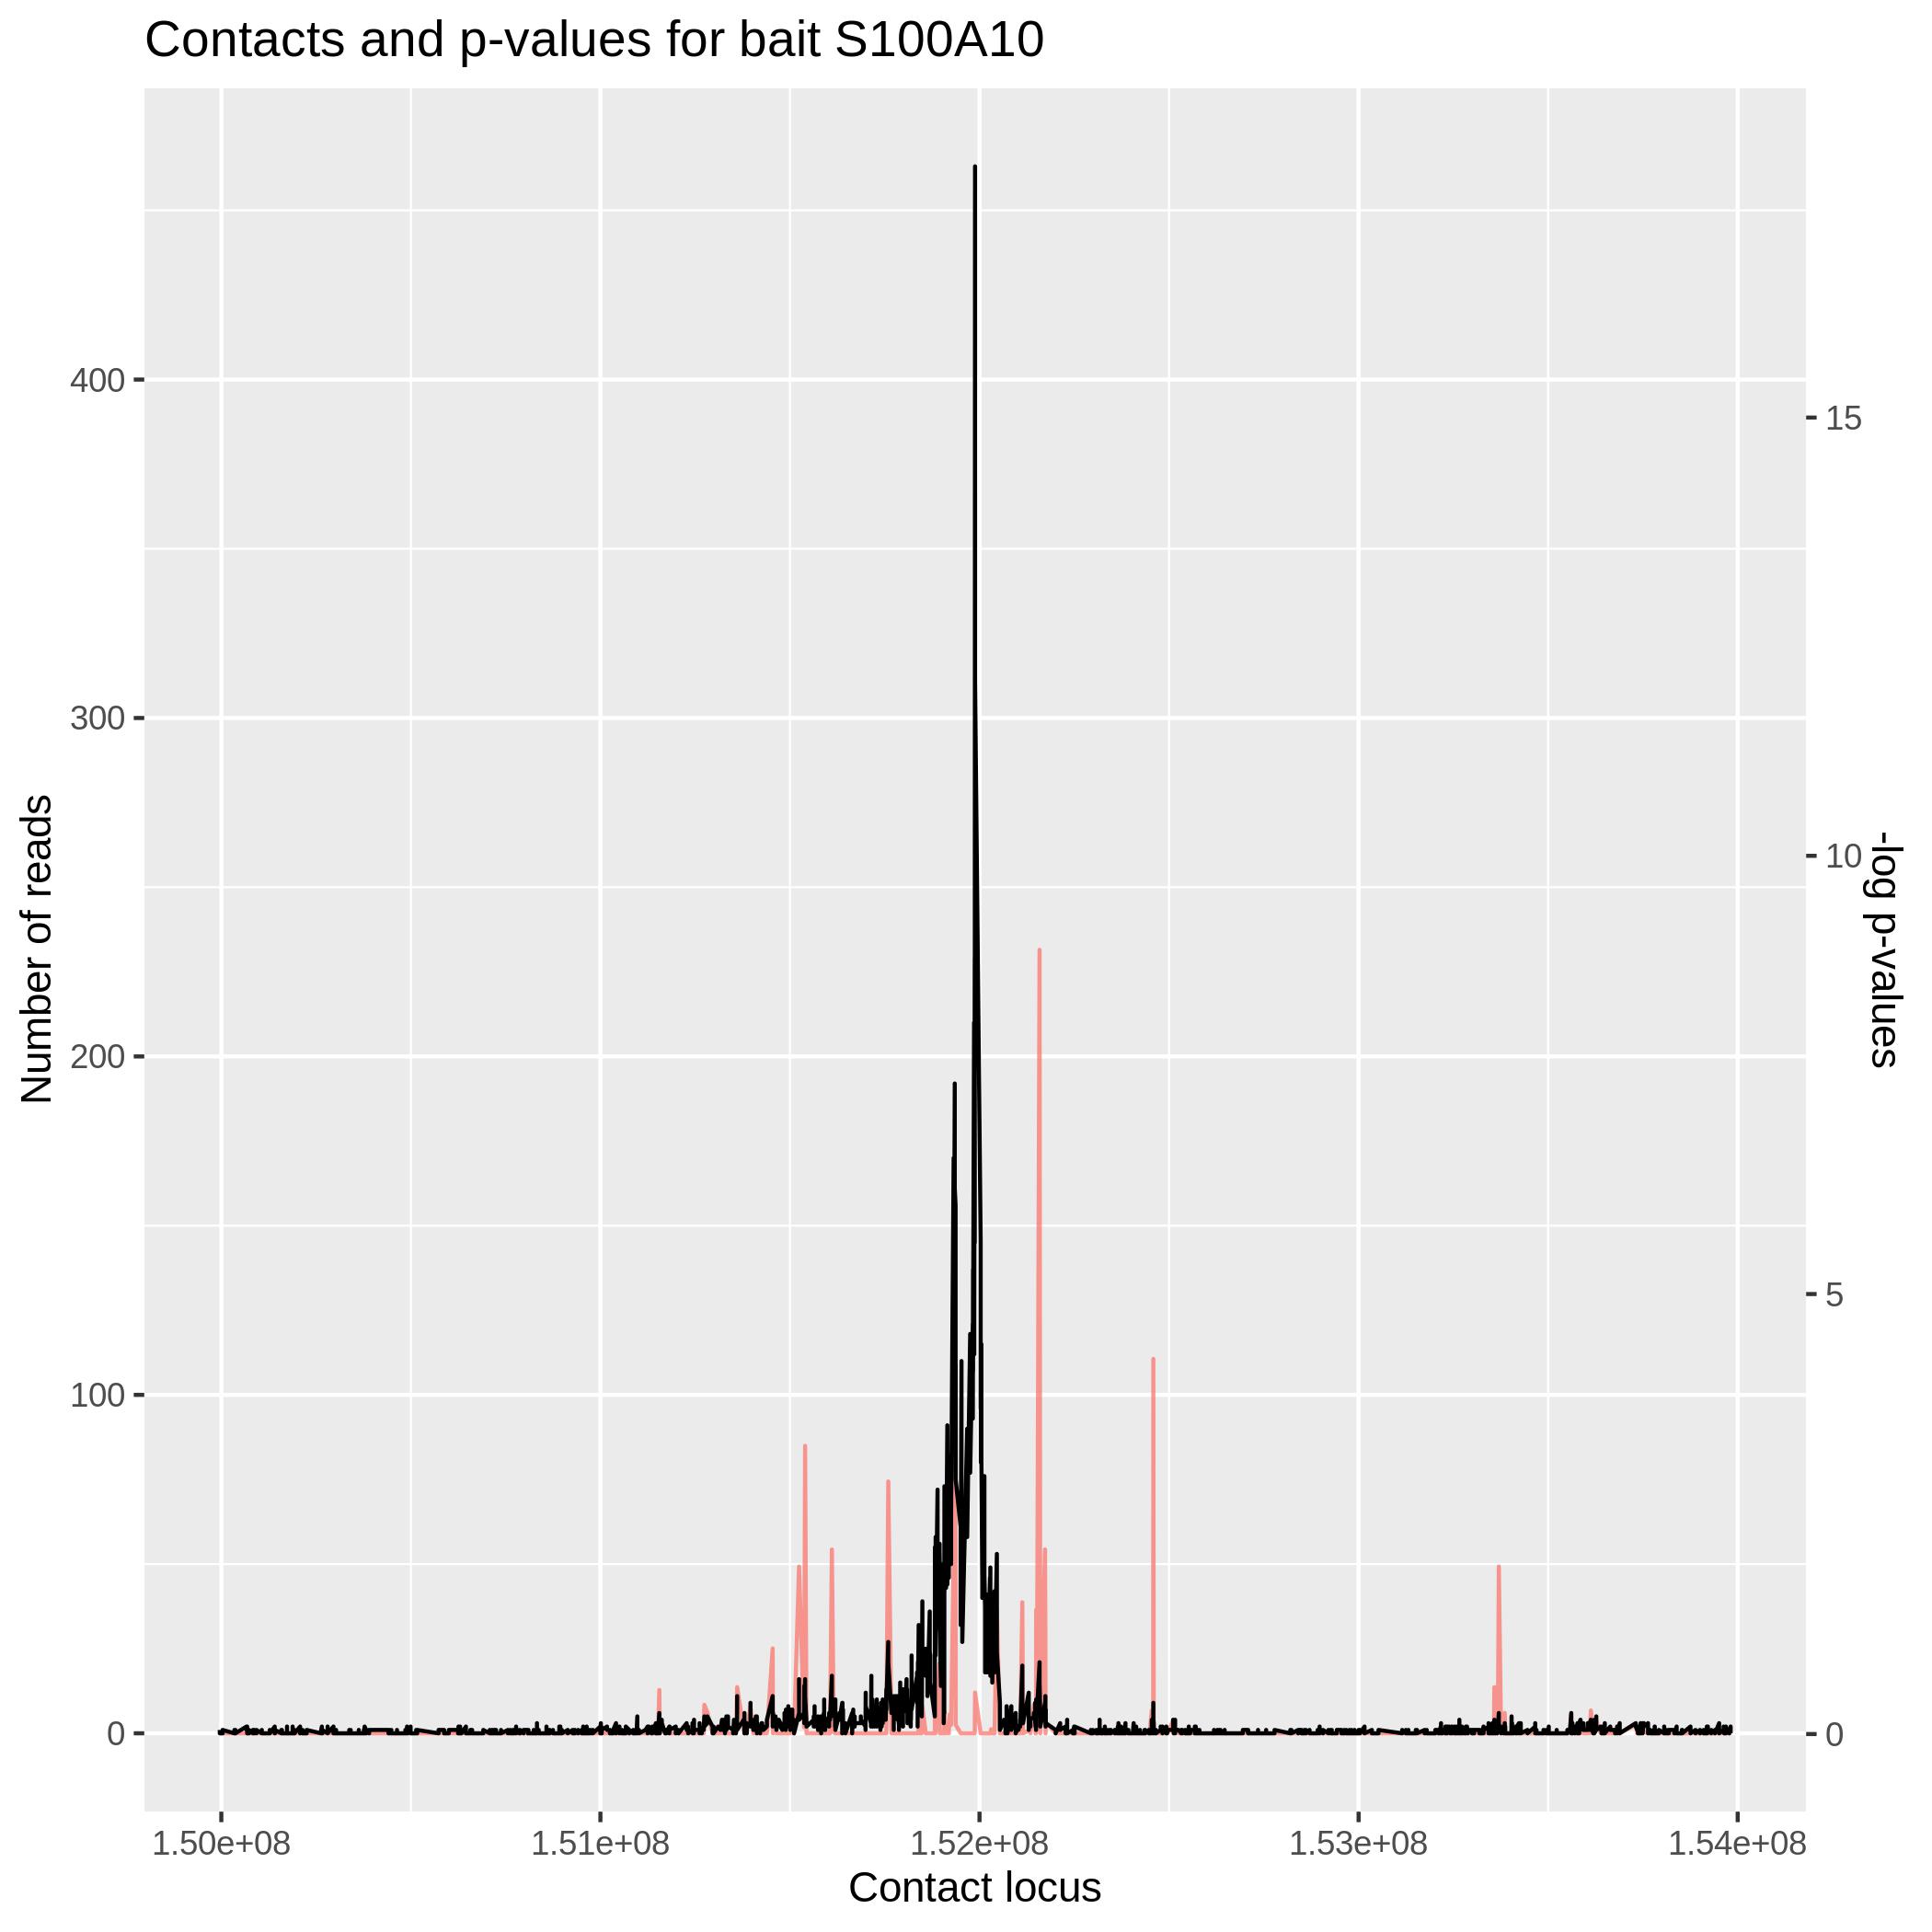 Contacts and p-values for bait S100A10
Number of reads
400
300
200
100
0
15
10
5
0
-log p-values
1.50e+08
1.51e+08
1.52e+08
1.53e+08
1.54e+08
Contact locus